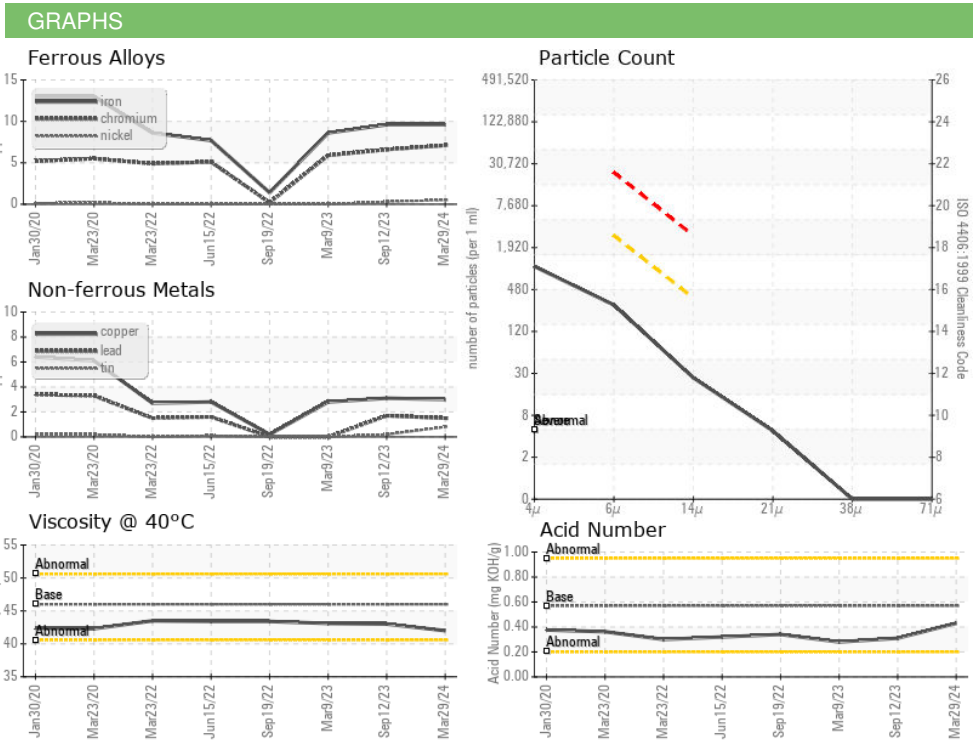 GRAPHS
Ferrous Alloys
15
10
5
0
iron
chromium
nickel
Jan30/20
Mar23/20
Mar23/22
Jun15/22
Sep19/22
Mar9/23
Sep12/23
Mar29/24
Non-ferrous Metals
10
8
6
4
2
0
copper
lead
tin
Jan30/20
Mar23/20
Mar23/22
Jun15/22
Sep19/22
Mar9/23
Sep12/23
Mar29/24
Viscosity @ 40°C
55
50
45
40
35
Abnormal
Base
Abnormal
Jan30/20
Mar23/20
Mar23/22
Jun15/22
Sep19/22
Mar9/23
Sep12/23
Mar29/24
Particle Count
number of particles (per 1 ml)
491,520
122,880
30,720
7,680
1,920
480
120
30
8
2
0
Abnormal
4µ
6µ
14µ
21µ
38µ
71µ
26
24
22
20
18
16
14
12
10
8
6
ISO 4406:1999 Cleanliness Code
Acid Number
Acid Number (mg KOH/g)
1.00
0.80
0.60
0.40
0.20
0.00
Abnormal
Base
Abnormal
Jan30/20
Mar23/20
Mar23/22
Jun15/22
Sep19/22
Mar9/23
Sep12/23
Mar29/24